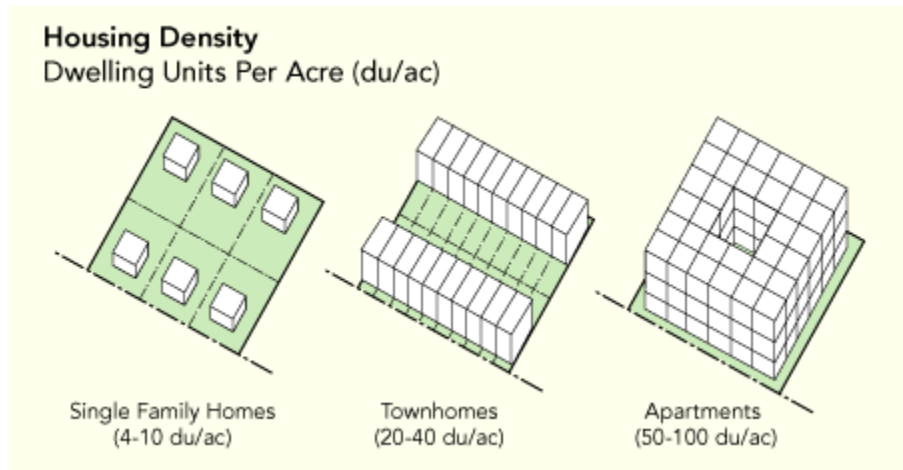 Housing Density
Dwelling Units Per Acre (du/ac)
Single Family Homes
(4-10 du/ac)
Townhomes
(20-40 du/ac)
Apartments
(50-100 du/ac)